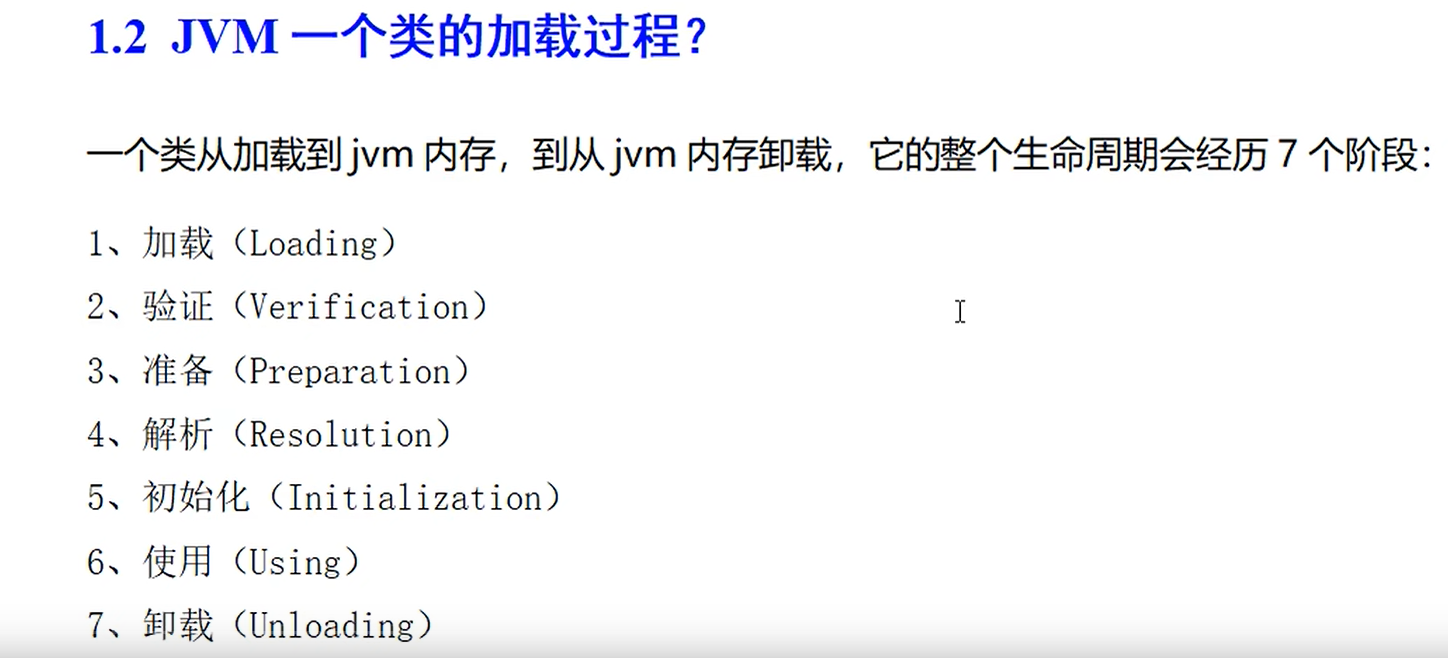 1.2 JVM 一个类的加载过程?
一个类从加载到 jvm 内存，到从 jvm 内存卸载，它的整个生命周期会经历 7 个阶段：
1、加载（Loading）
2、验证（Verification）
3、准备（Preparation）
4、解析（Resolution）
5、初始化（Initialization）
6、使用（Using）
7、卸载（Unloading）